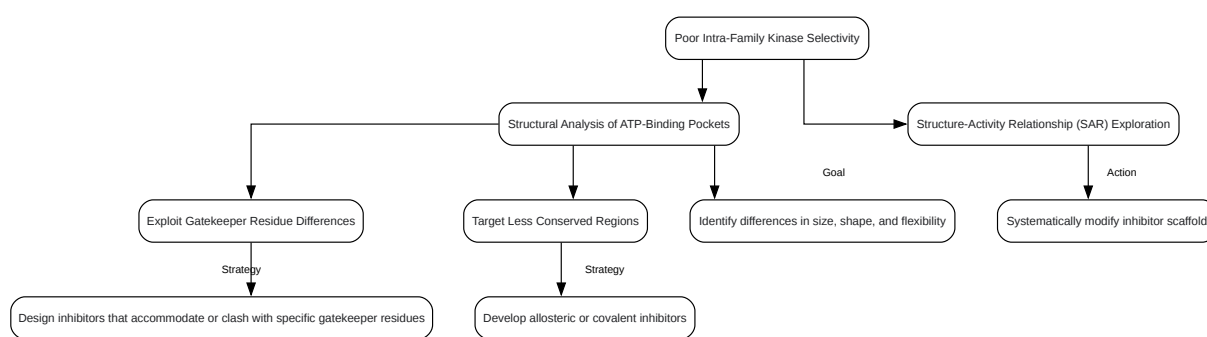 Poor Intra-Family Kinase Selectivity
Structural Analysis of ATP-Binding Pockets
Structure-Activity Relationship (SAR) Exploration
Goal
Action
Exploit Gatekeeper Residue Differences
Target Less Conserved Regions
Identify differences in size, shape, and flexibility
Systematically modify inhibitor scaffold
Strategy
Strategy
Design inhibitors that accommodate or clash with specific gatekeeper residues
Develop allosteric or covalent inhibitors